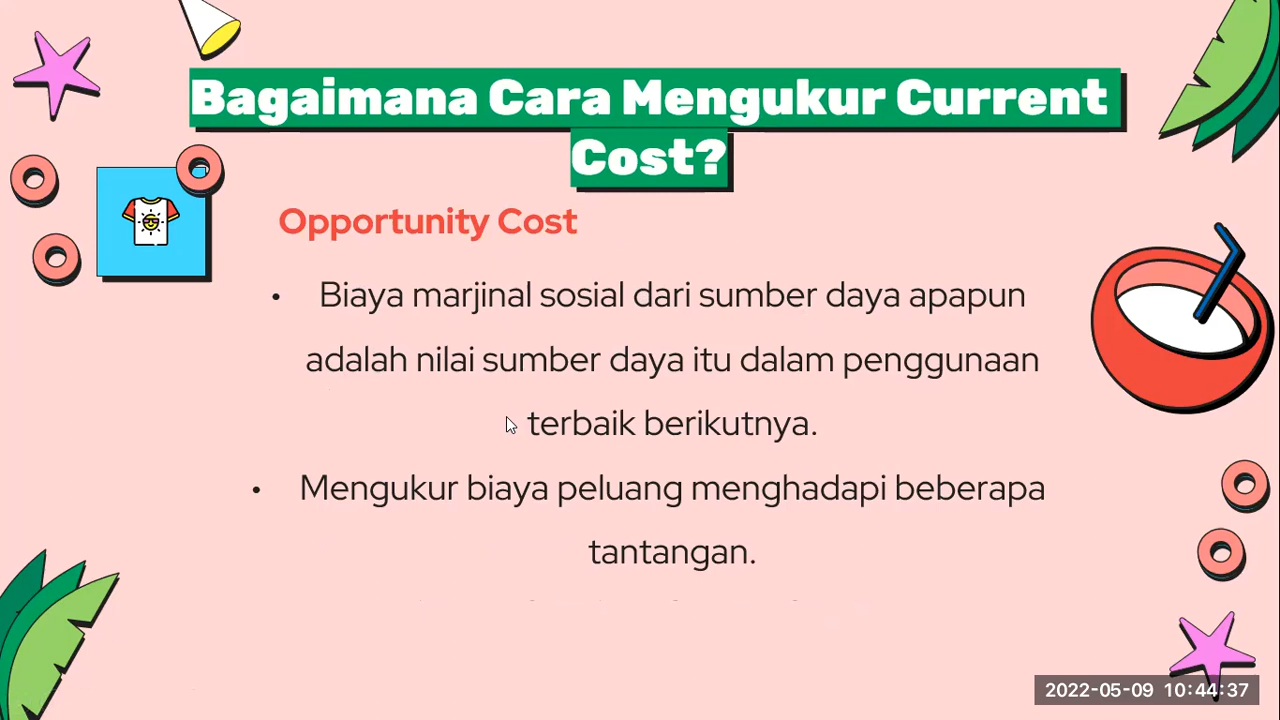 Bagaimana Cara Mengukur Current
Cost?
Opportunity Cost
• Biaya marjinal sosial dari sumber daya apapun
adalah nilai sumber daya itu dalam penggunaan
terbaik berikutnya.
• Mengukur biaya peluang menghadapi beberapa
tantangan.
2022-05-09 10:44:37